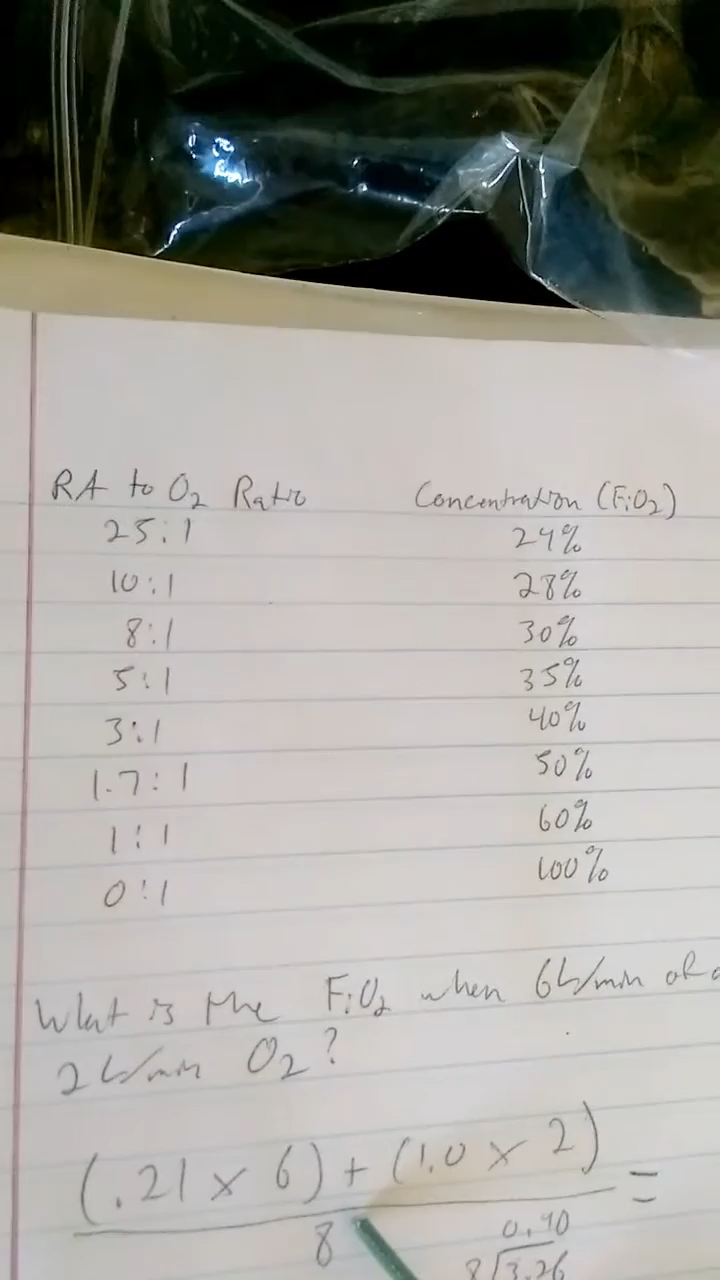 RA to O2 Ratio Concentration (FiO2)
25:1 24%
10:1 28%
8:1 30%
5:1 35%
3:1 40%
1.7:1 50%
1:1 60%
0:1 100%
What is the FiO2 when 6L/min of
2L/min O2?
(.21 x 6) + (1.0 x 2) =
8
0.40
8√3.26